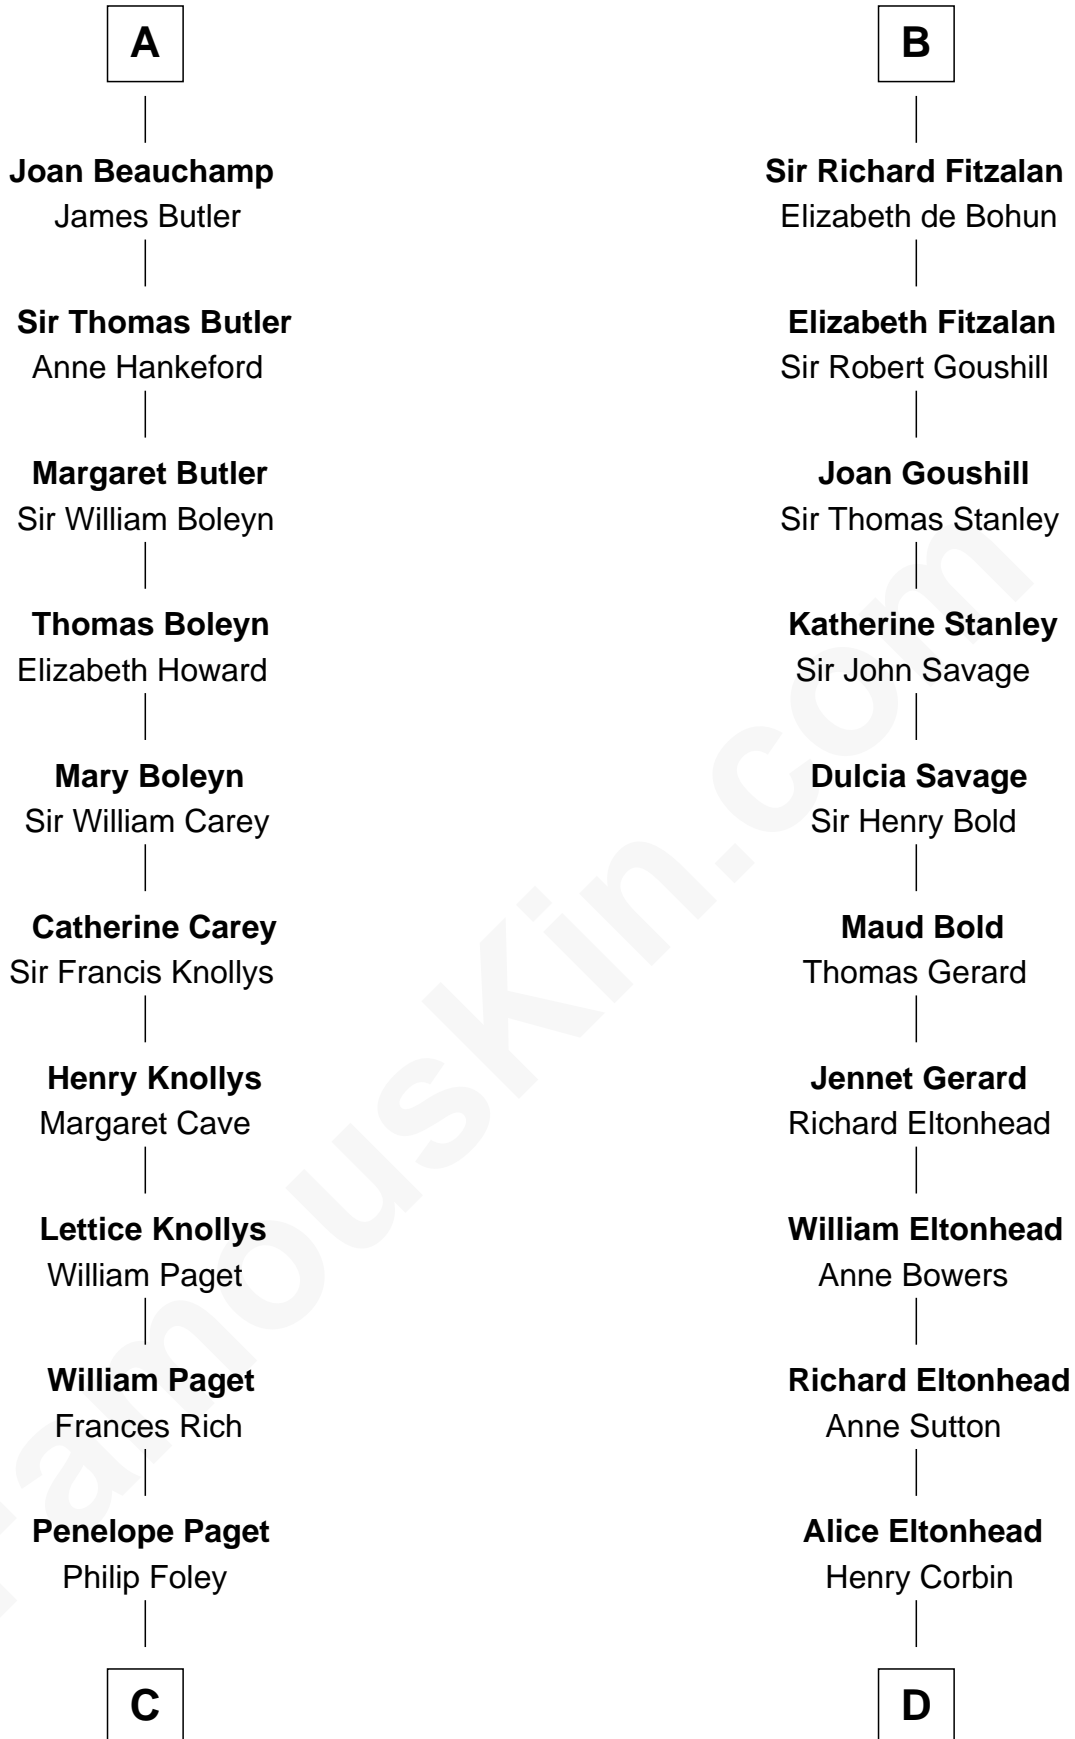 A
Joan Beauchamp
James Butler
Sir Thomas Butler
Anne Hankeford
Margaret Butler
Sir William Boleyn
Thomas Boleyn
Elizabeth Howard
Mary Boleyn
Sir William Carey
Catherine Carey
Sir Francis Knollys
Henry Knollys
Margaret Cave
Lettice Knollys
William Paget
William Paget
Frances Rich
Penelope Paget
Philip Foley
C
B
Sir Richard Fitzalan
Elizabeth de Bohun
Elizabeth Fitzalan
Sir Robert Goushill
Joan Goushill
Sir Thomas Stanley
Katherine Stanley
Sir John Savage
Dulcia Savage
Sir Henry Bold
Maud Bold
Thomas Gerard
Jennet Gerard
Richard Eltonhead
William Eltonhead
Anne Bowers
Richard Eltonhead
Anne Sutton
Alice Eltonhead
Henry Corbin
D
FamousKin.com